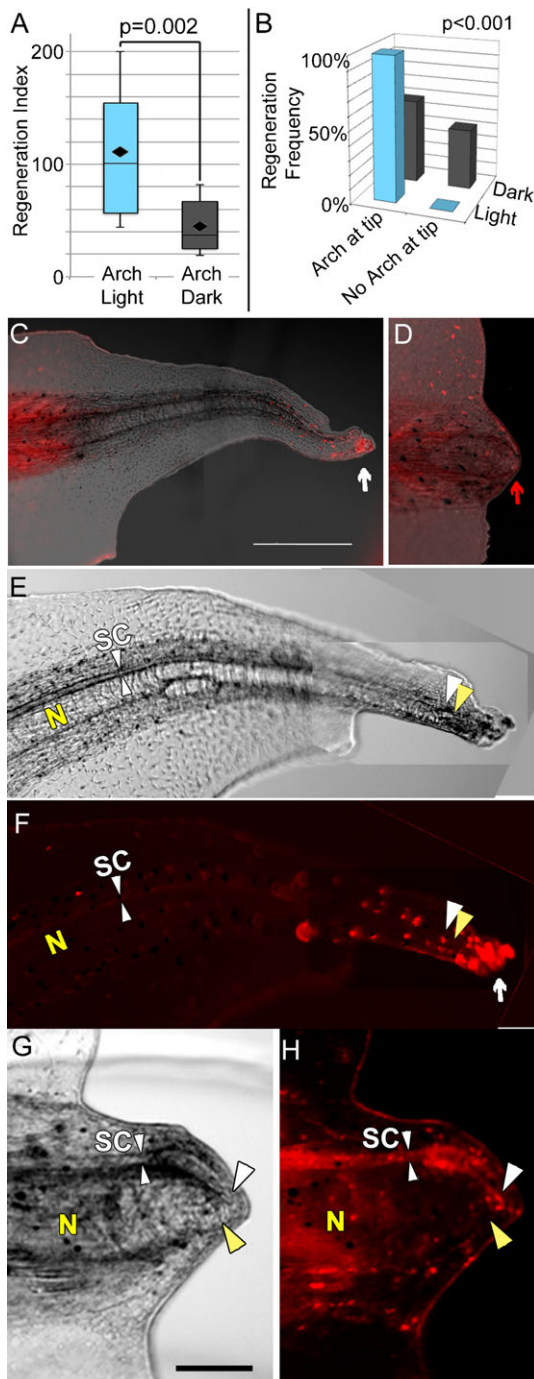 A
p=0.002
Regeneration Index
200
100
0
Arch Light
Arch Dark
B
p<0.001
Regeneration Frequency
100%
50%
0%
Arch at tip
No Arch at tip
Dark
Light
C
D
E
SC
N
F
SC
N
G
SC
N
H
SC
N